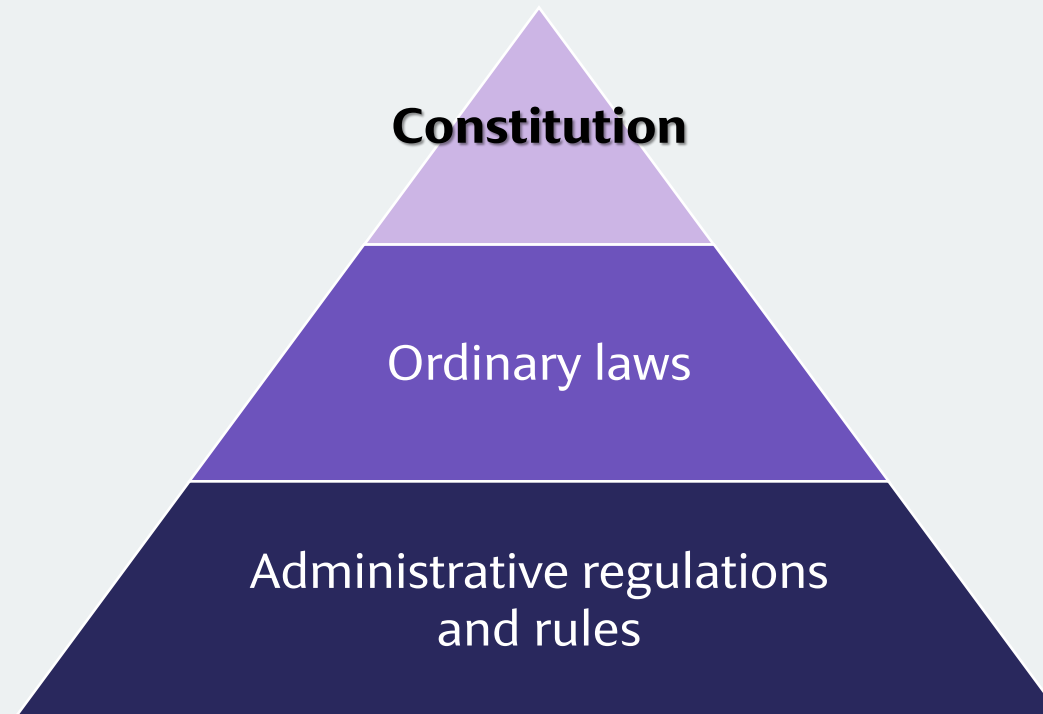 Constitution
Ordinary laws
Administrative regulations
and rules